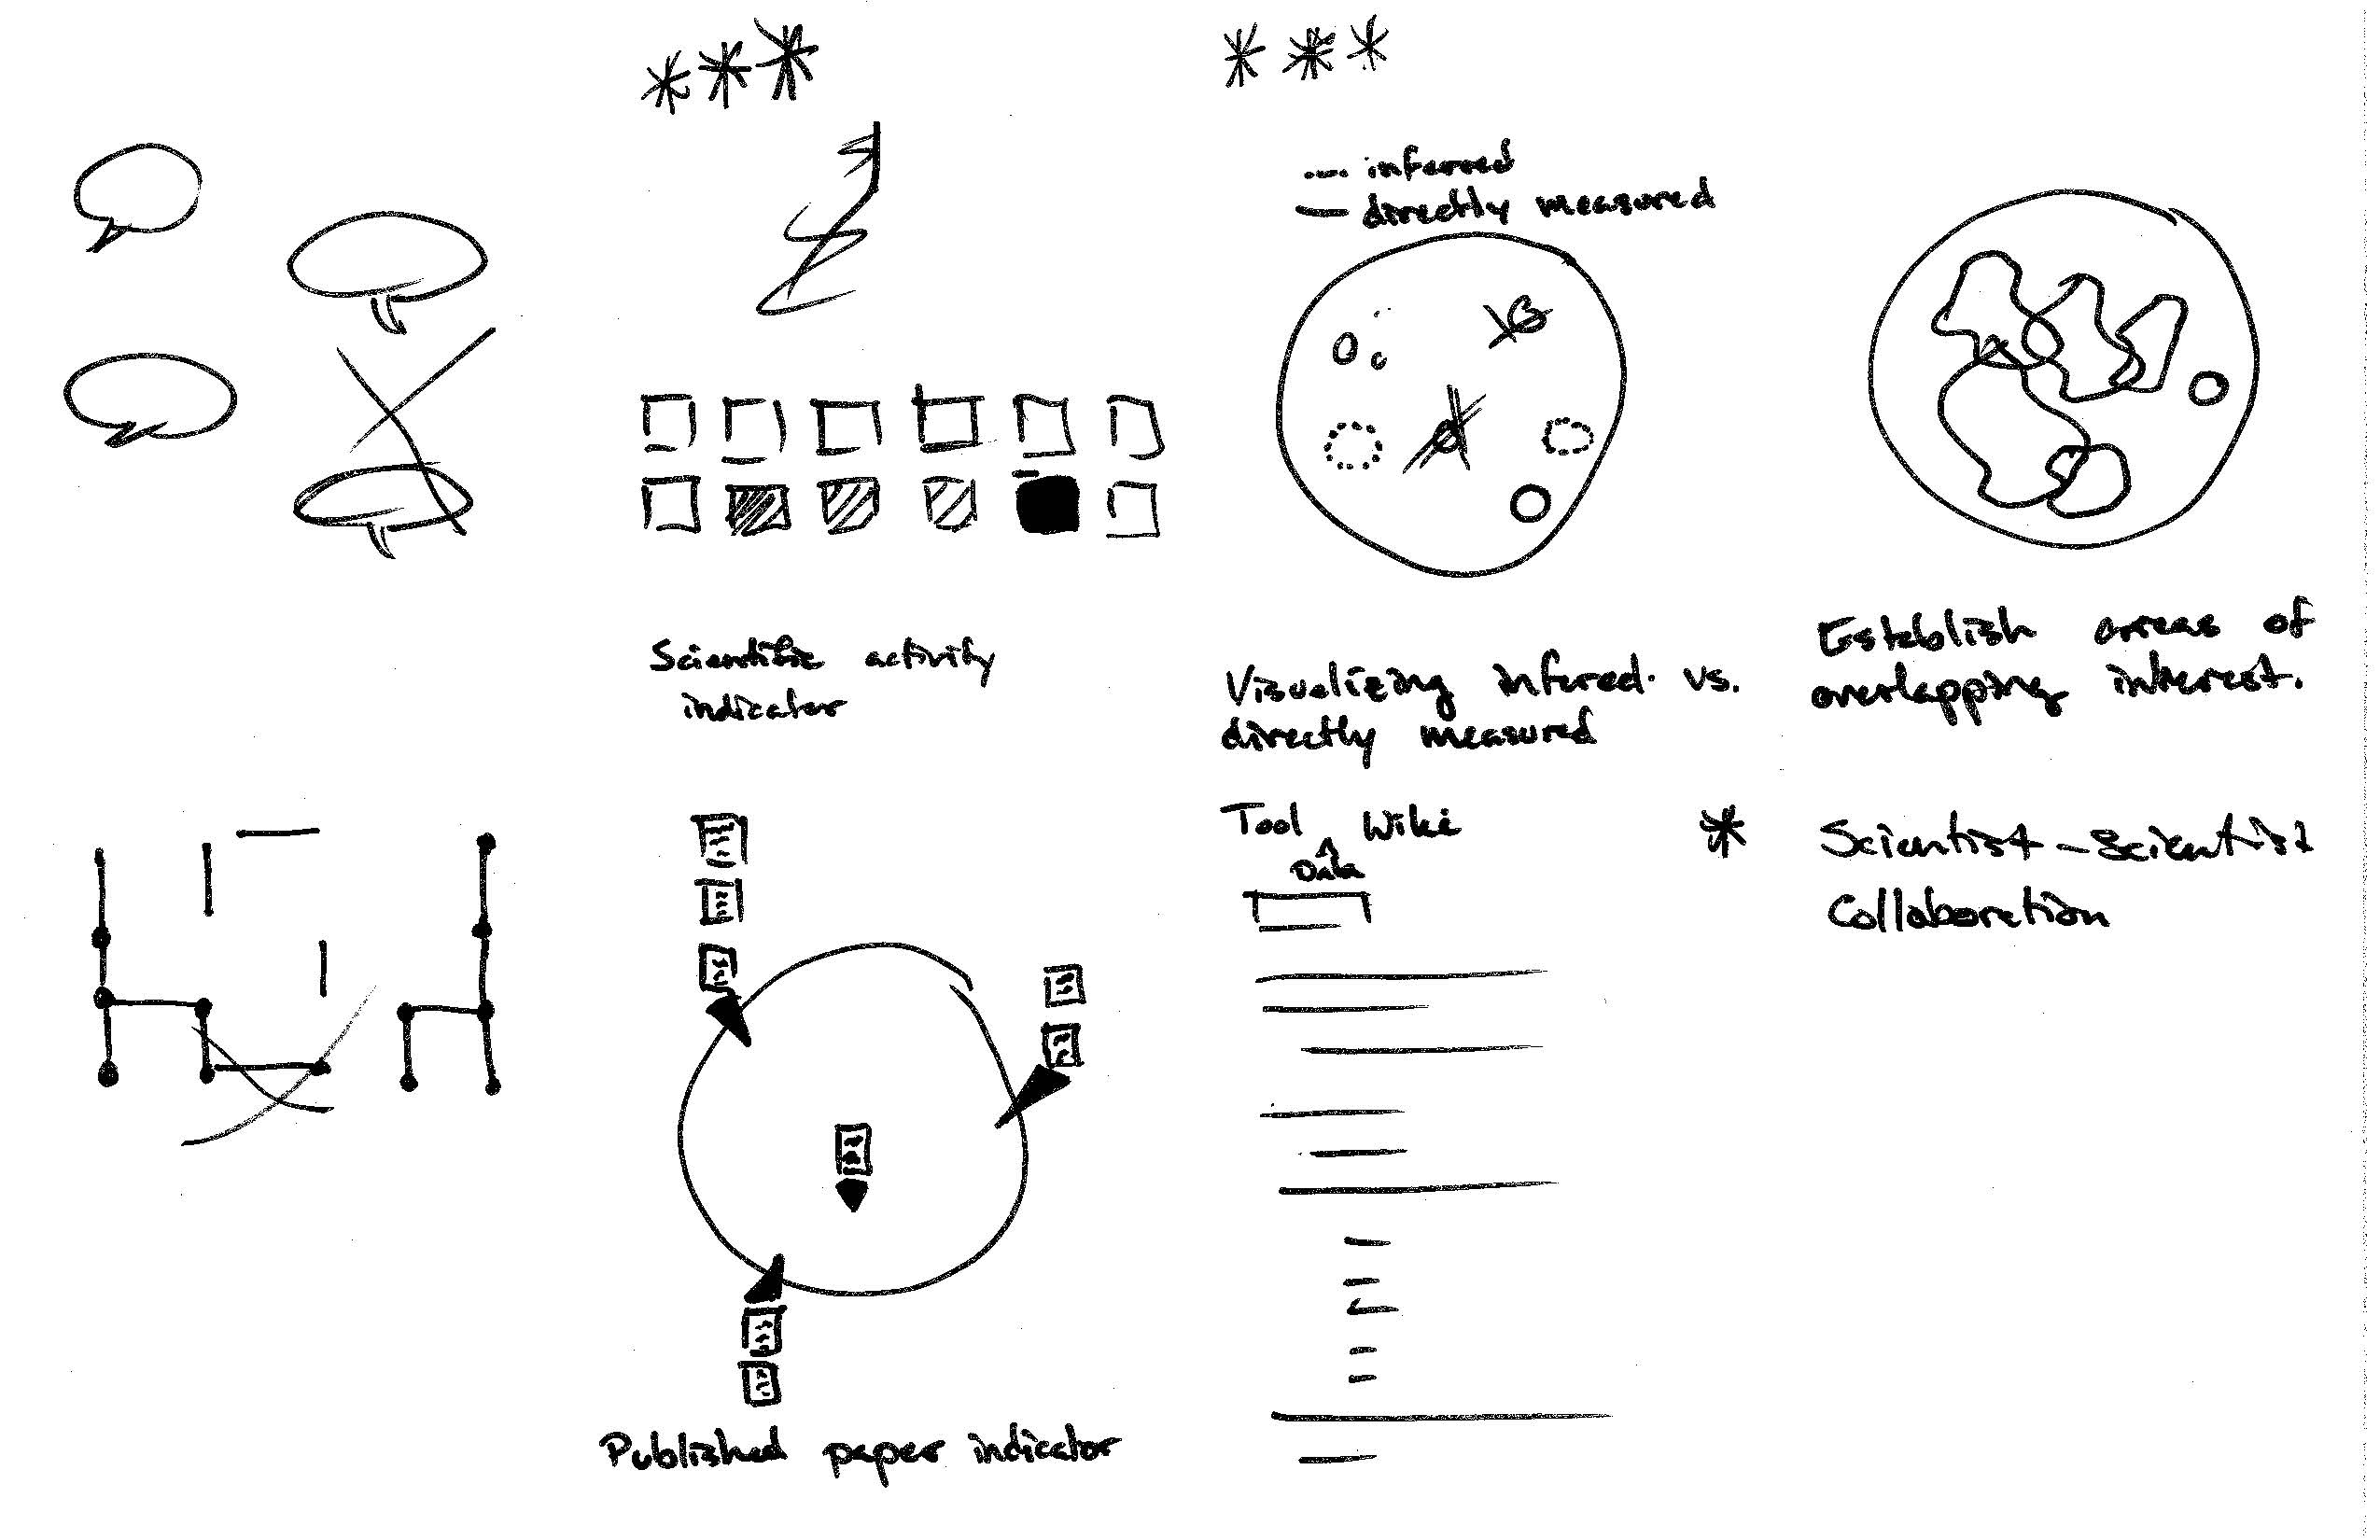 inferred
directly measured
Scientific activity
indicator
Visualizing infered vs.
directly measured
Establish areas of
overlapping interest.
Tool ^ Wiki
Data
Scientist - Scientist
Collaboration
Published paper indicator